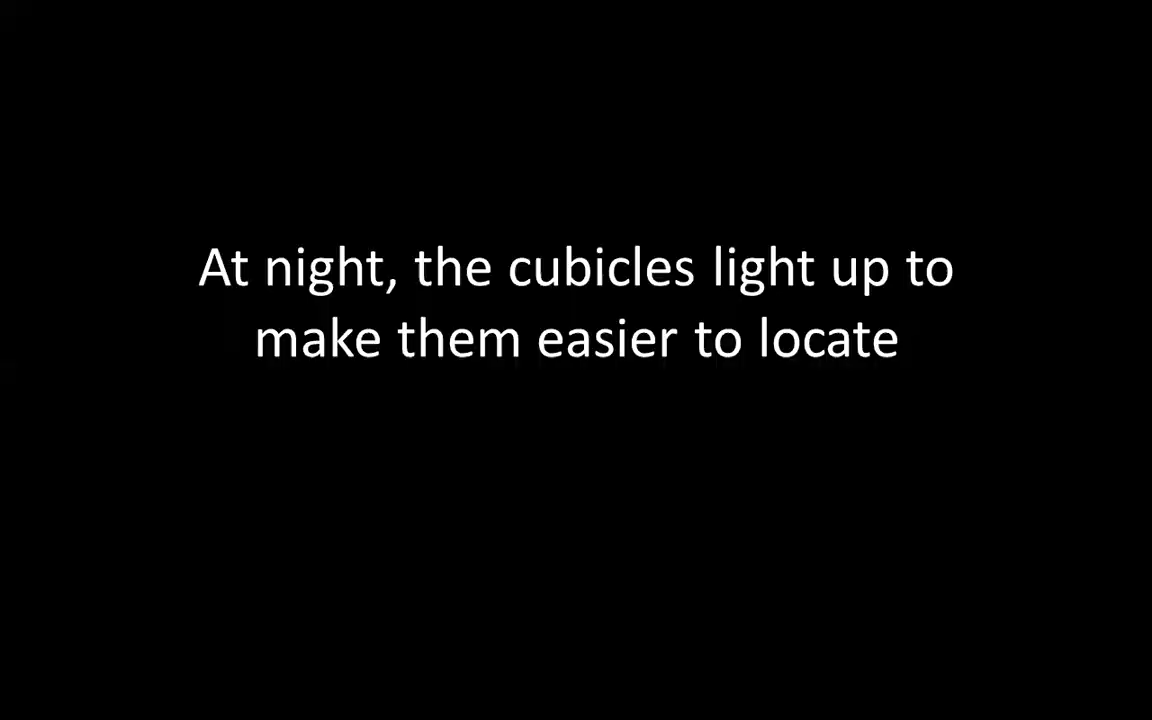 At night, the cubicles light up to
make them easier to locate